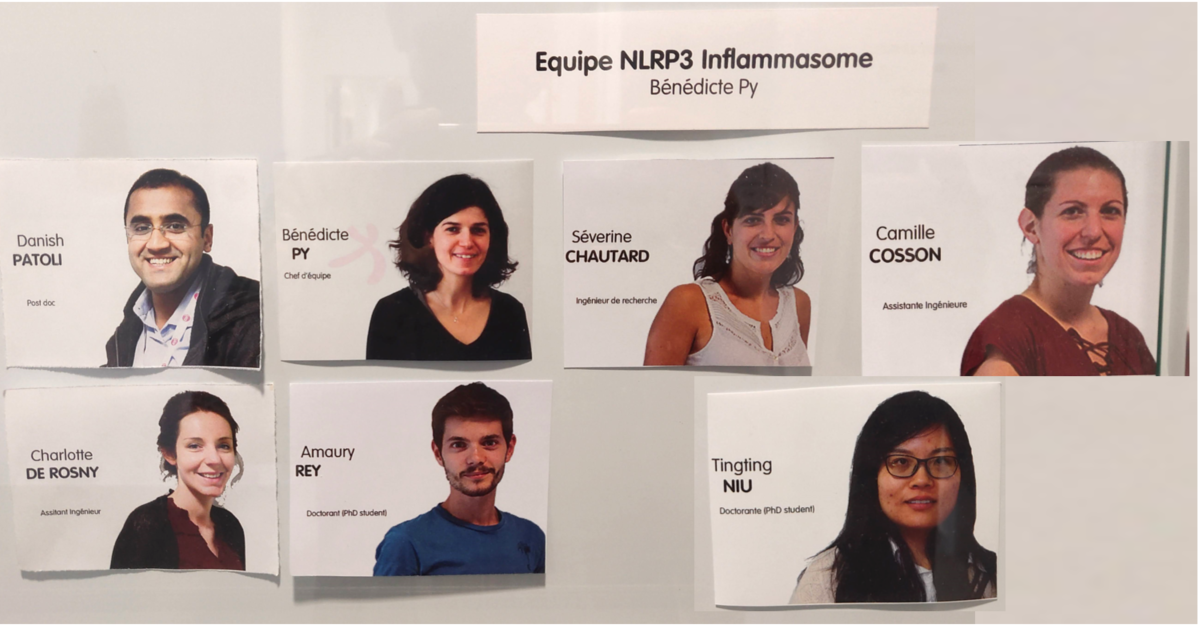 Equipe NLRP3 Inflammasome
Bénédicte Py
Danish
PATOLI
Post doc
Bénédicte
PY
Chef d'équipe
Séverine
CHAUTARD
Ingénieur de recherche
Camille
COSSON
Assistante Ingénieure
Charlotte
DE ROSNY
Assitant Ingénieur
Amaury
REY
Doctorant (PhD student)
Tingting
NIU
Doctorante (PhD student)